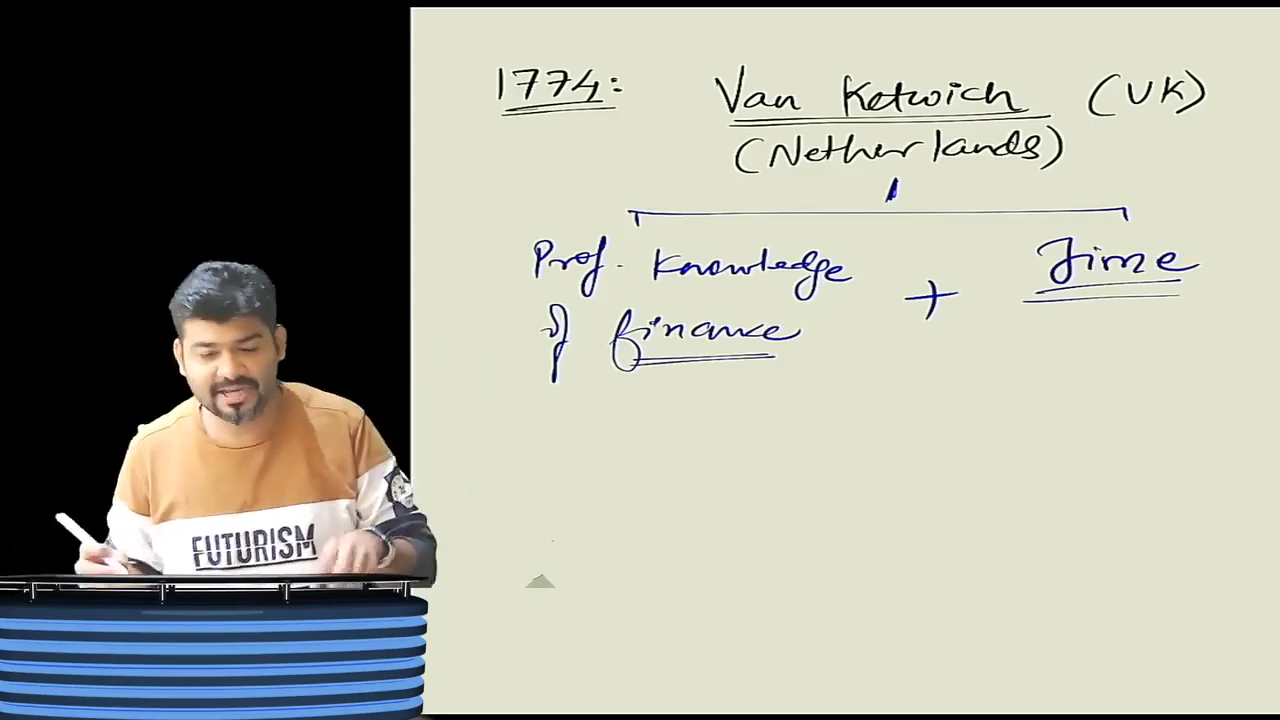 1774: Van Ketwich (UK)
(Netherlands)
Prof. Knowledge + Time
of finance
FUTURISM